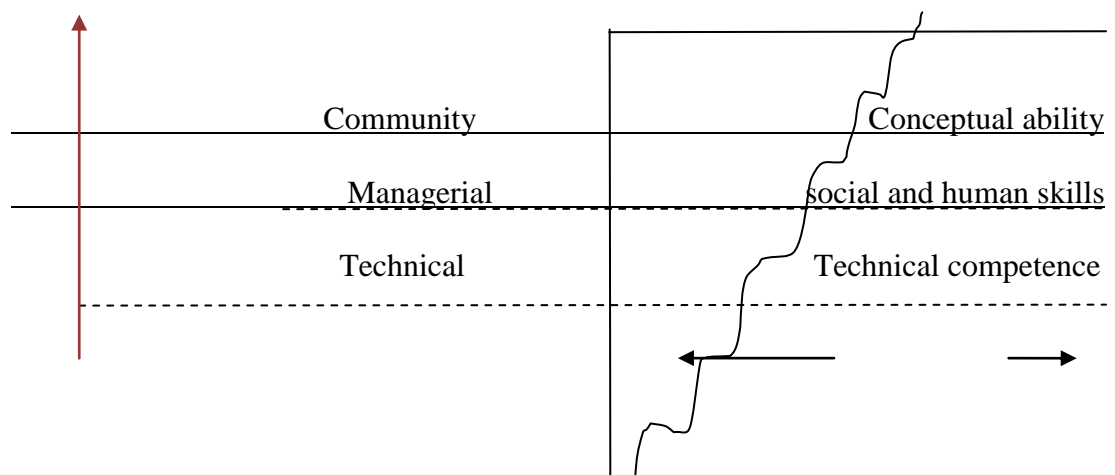 Community Conceptual ability
Managerial social and human skills
Technical Technical competence